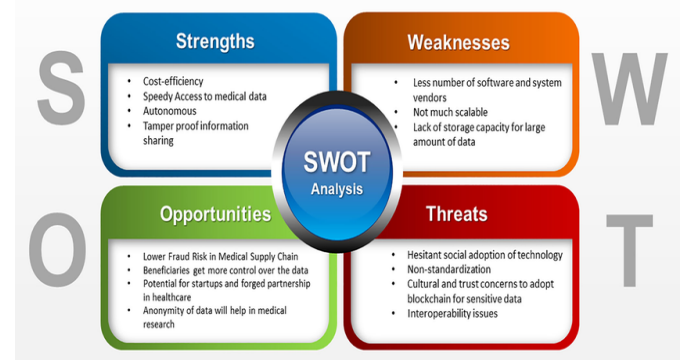 S
Strengths
• Cost-efficiency
• Speedy Access to medical data
• Autonomous
• Tamper proof information
sharing
W
Weaknesses
• Less number of software and system
vendors
• Not much scalable
• Lack of storage capacity for large
amount of data
SWOT
Analysis
O
Opportunities
• Lower Fraud Risk in Medical Supply Chain
• Beneficiaries get more control over the data
• Potential for startups and forged partnership
in healthcare
• Anonymity of data will help in medical
research
T
Threats
• Hesitant social adoption of technology
• Non-standardization
• Cultural and trust concerns to adopt
blockchain for sensitive data
• Interoperability issues